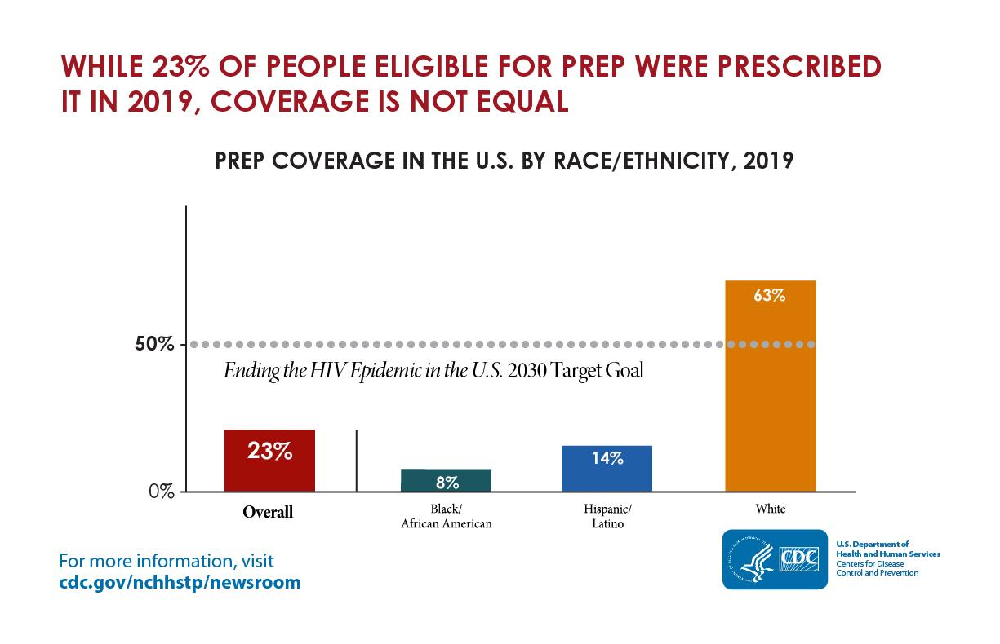 WHILE 23% OF PEOPLE ELIGIBLE FOR PREP WERE PRESCRIBED
IT IN 2019, COVERAGE IS NOT EQUAL
PREP COVERAGE IN THE U.S. BY RACE/ETHNICITY, 2019
63%
50%
Ending the HIV Epidemic in the U.S. 2030 Target Goal
23%
14%
8%
0%
Overall
Black/
African American
Hispanic/
Latino
White
For more information, visit
cdc.gov/nchhstp/newsroom
CDC
U.S. Department of
Health and Human Services
Centers for Disease
Control and Prevention